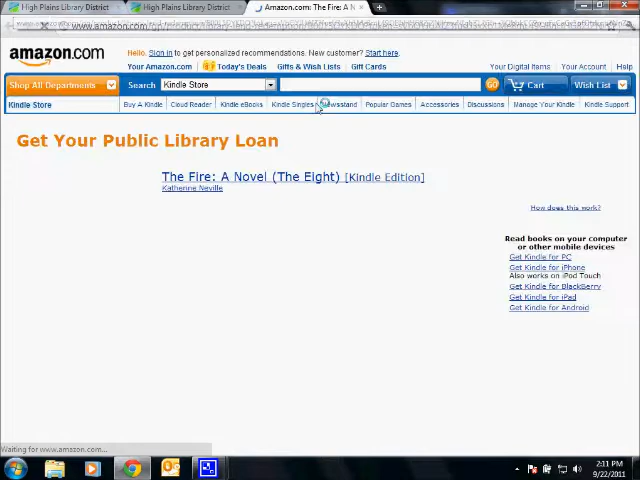 High Plains Library District
High Plains Library District
Amazon.com: The Fire: A N
amazon.com
Hello. Sign in to get personalized recommendations. New customer? Start here.
Your Amazon.com
Today's Deals
Gifts & Wish Lists
Gift Cards
Your Digital Items
Your Account
Help
Shop All Departments
Search
Kindle Store
GO
Cart
Wish List
Kindle Store
Buy A Kindle
Cloud Reader
Kindle eBooks
Kindle Singles
Popular Games
Accessories
Discussions
Manage Your Kindle
Kindle Support
Get Your Public Library Loan
The Fire: A Novel (The Eight) [Kindle Edition]
Katherine Neville
How does this work?
Read books on your computer
or other mobile devices
Get Kindle for PC
Get Kindle for iPhone
Also works on iPod Touch
Get Kindle for BlackBerry
Get Kindle for iPad
Get Kindle for Android
Waiting for www.amazon.com...
2:11 PM
9/22/2011